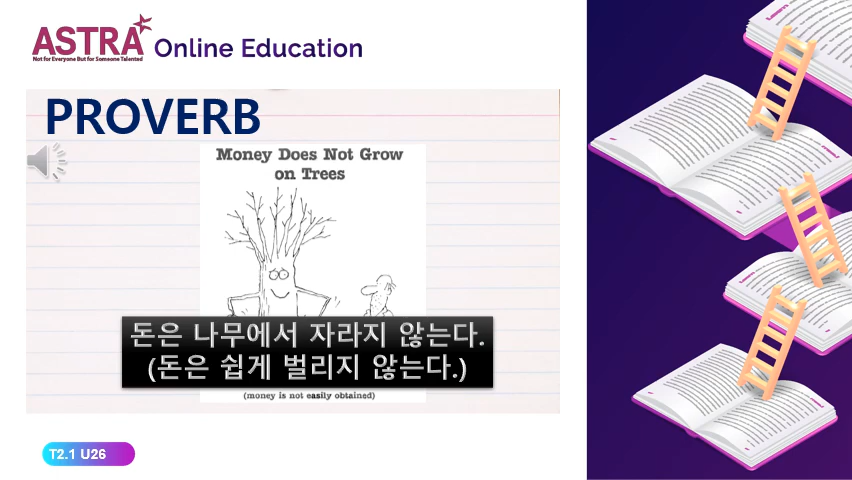 ASTRA
Not for Everyone But for Someone Talented
Online Education
PROVERB
Money Does Not Grow
on Trees
돈은 나무에서 자라지 않는다.
(돈은 쉽게 벌리지 않는다.)
(money is not easily obtained)
T2.1 U26